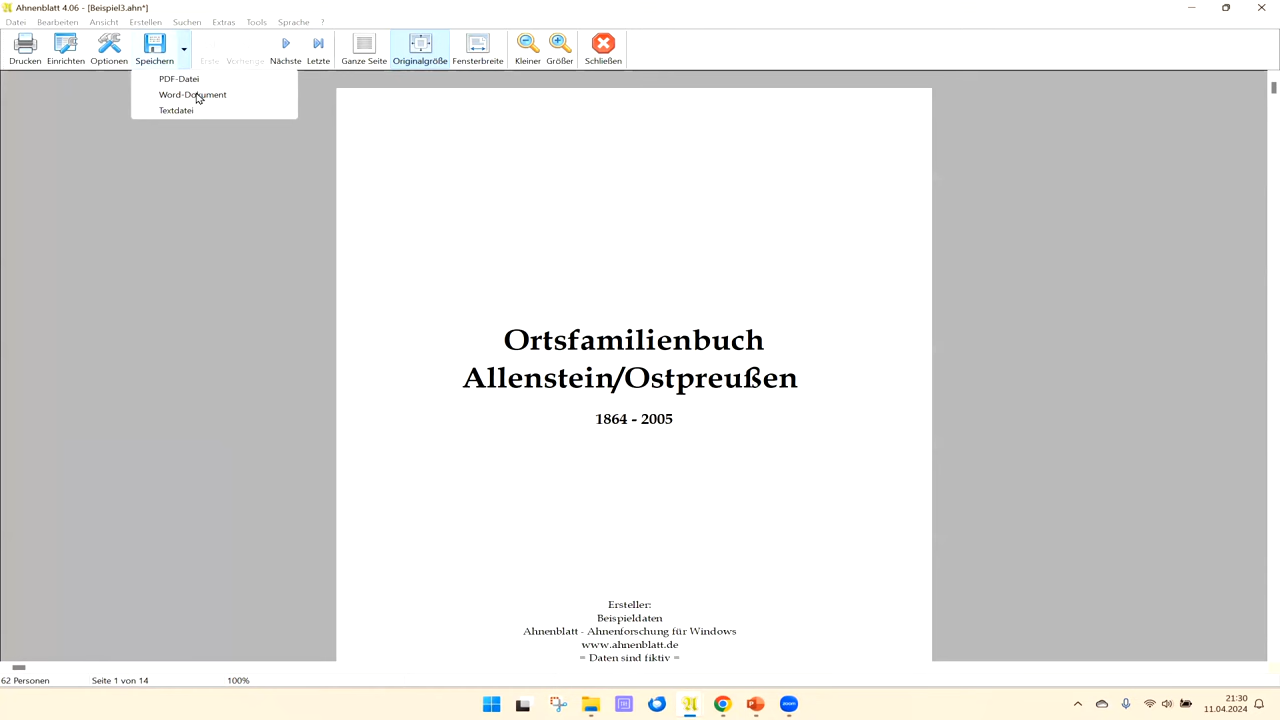 Ahnenblatt 4.06 - [Beispiel3.ahn*]
Datei Bearbeiten Ansicht Erstellen Suchen Extras Tools Sprache ?
Drucken Einrichten Optionen Speichern Erste Vorherige Nächste Letzte Ganze Seite Originalgröße Fensterbreite Kleiner Größer Schließen
PDF-Datei
Word-Document
Textdatei
Ortsfamilienbuch
Allenstein/Ostpreußen
1864 - 2005
Ersteller:
Beispieldaten
Ahnenblatt - Ahnenforschung für Windows
www.ahnenblatt.de
= Daten sind fiktiv =
62 Personen Seite 1 von 14 100%
zoom
21:30
11.04.2024